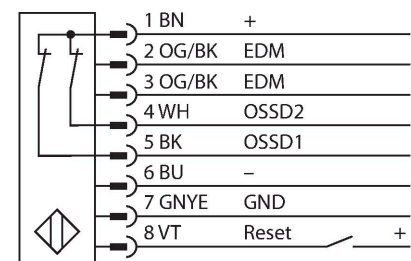 1 BN +
2 OG/BK EDM
3 OG/BK EDM
4 WH OSSD2
5 BK OSSD1
6 BU –
7 GNYE GND
8 VT Reset +